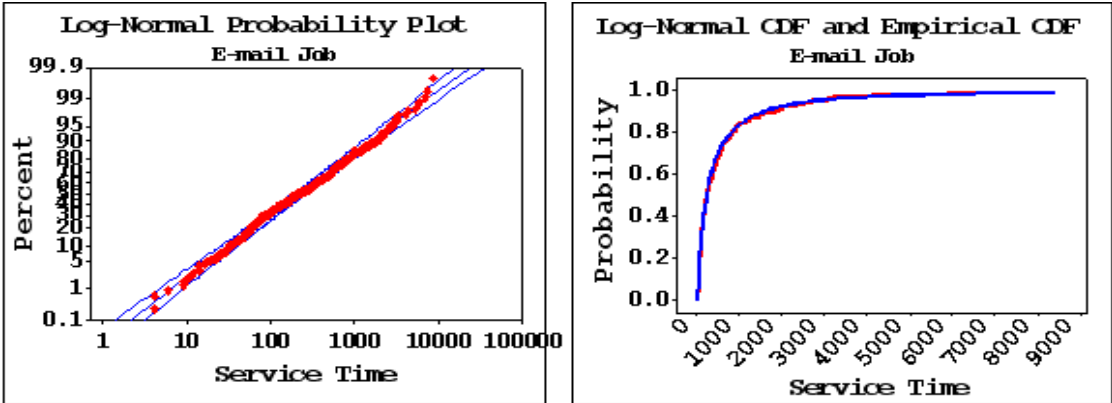 Log-Normal Probability Plot
E-mail Job
99.9
99
95
90
80
70
60
50
40
30
20
10
5
1
0.1
Percent
1 10 100 1000 10000 100000
Service Time
Log-Normal CDF and Empirical CDF
E-mail Job
1.0
0.8
0.6
0.4
0.2
0.0
Probability
0 1000 2000 3000 4000 5000 6000 7000 8000 9000
Service Time